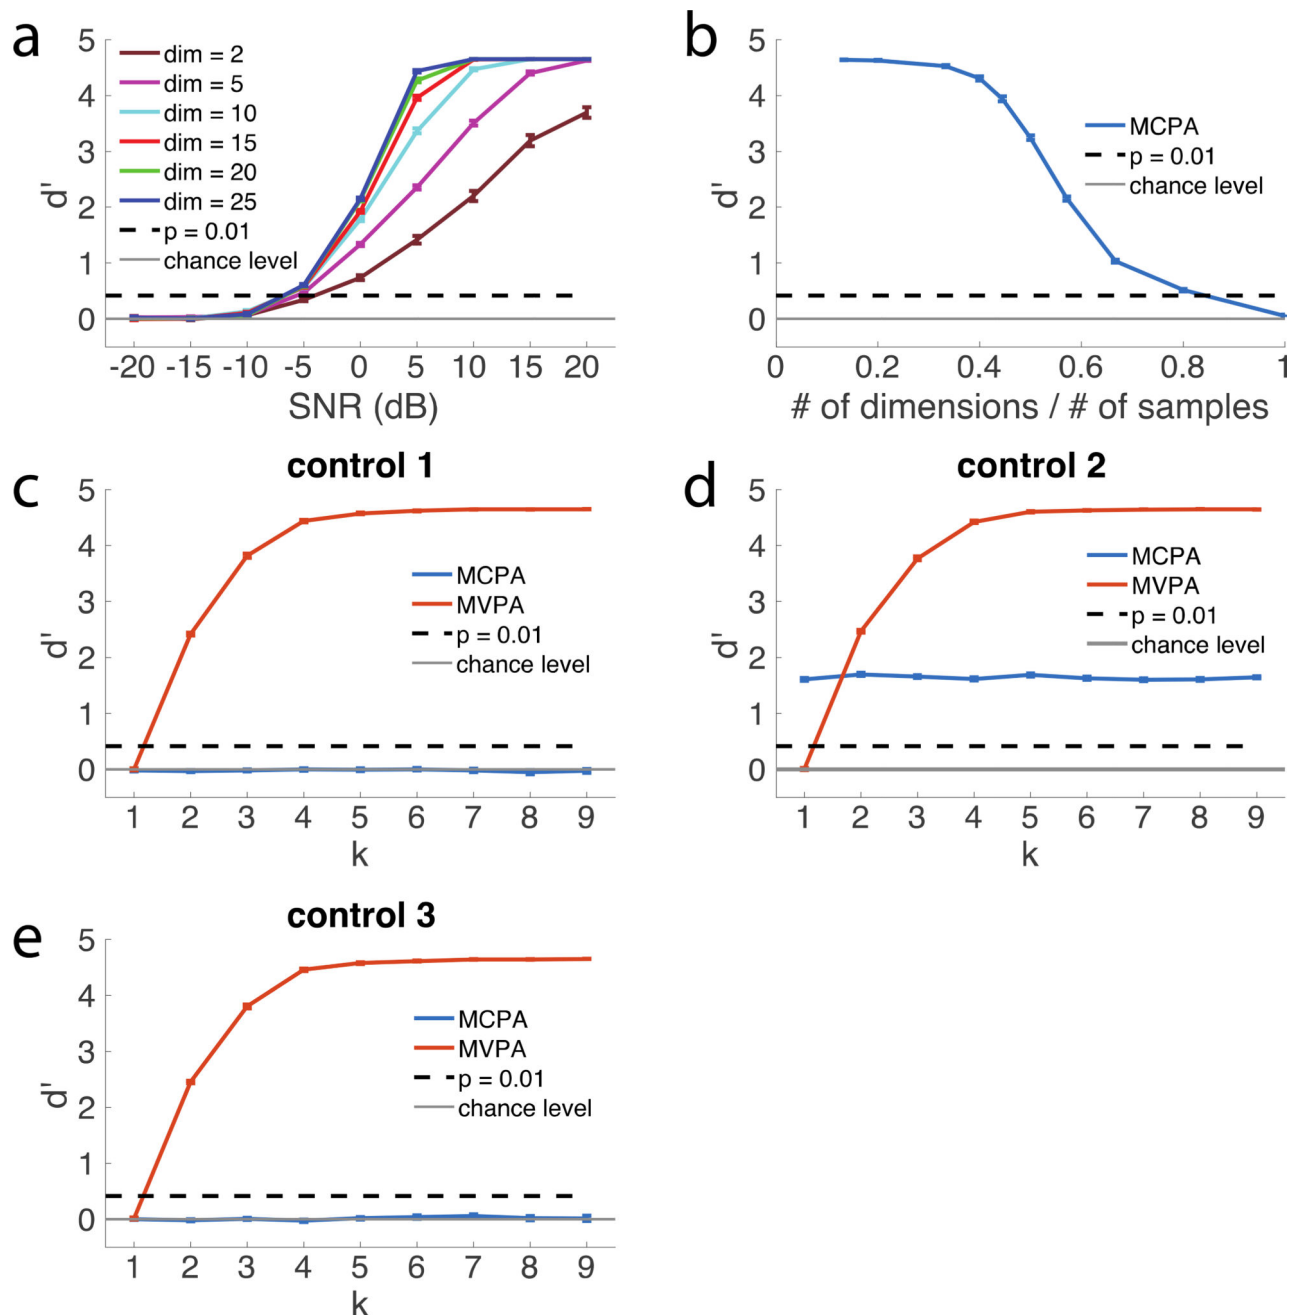 a
5
4
3
2
1
0
d'
dim = 2
dim = 5
dim = 10
dim = 15
dim = 20
dim = 25
p = 0.01
chance level
-20 -15 -10 -5 0 5 10 15 20
SNR (dB)
b
5
4
3
2
1
0
d'
MCPA
p = 0.01
chance level
0 0.2 0.4 0.6 0.8 1
# of dimensions / # of samples
c
control 1
5
4
3
2
1
0
d'
MCPA
MVPA
p = 0.01
chance level
1 2 3 4 5 6 7 8 9
k
d
control 2
5
4
3
2
1
0
d'
MCPA
MVPA
p = 0.01
chance level
1 2 3 4 5 6 7 8 9
k
e
control 3
5
4
3
2
1
0
d'
MCPA
MVPA
p = 0.01
chance level
1 2 3 4 5 6 7 8 9
k